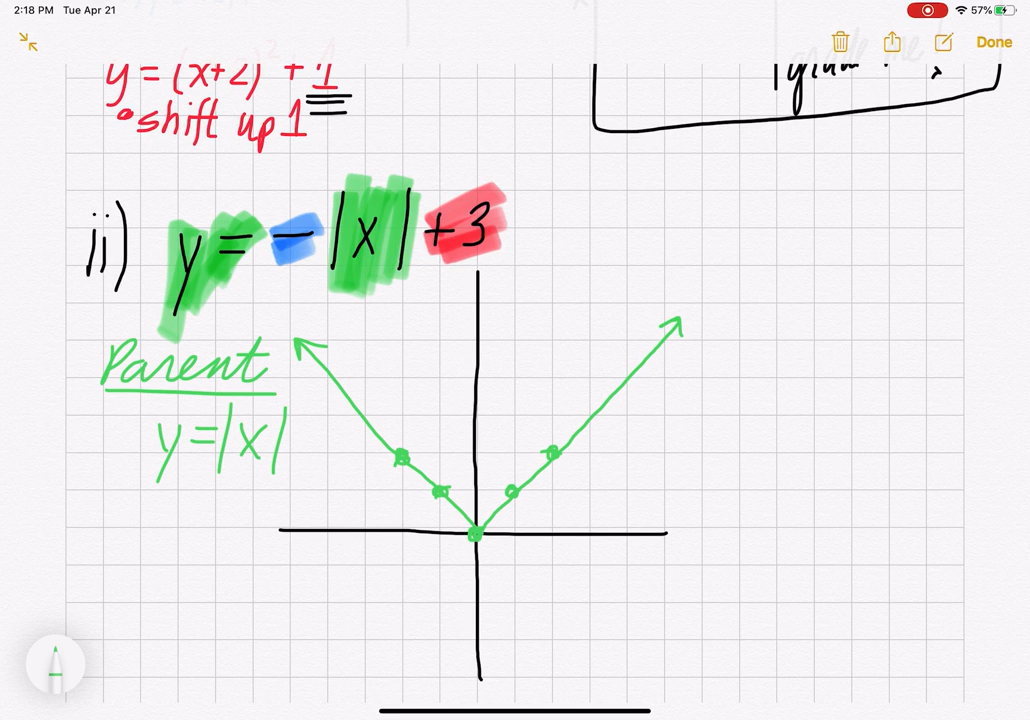 2:18 PM Tue Apr 21
57%
Done
y = (x+2)² + 1
•shift up 1
ii) y = -|x| +3
Parent
y=|x|